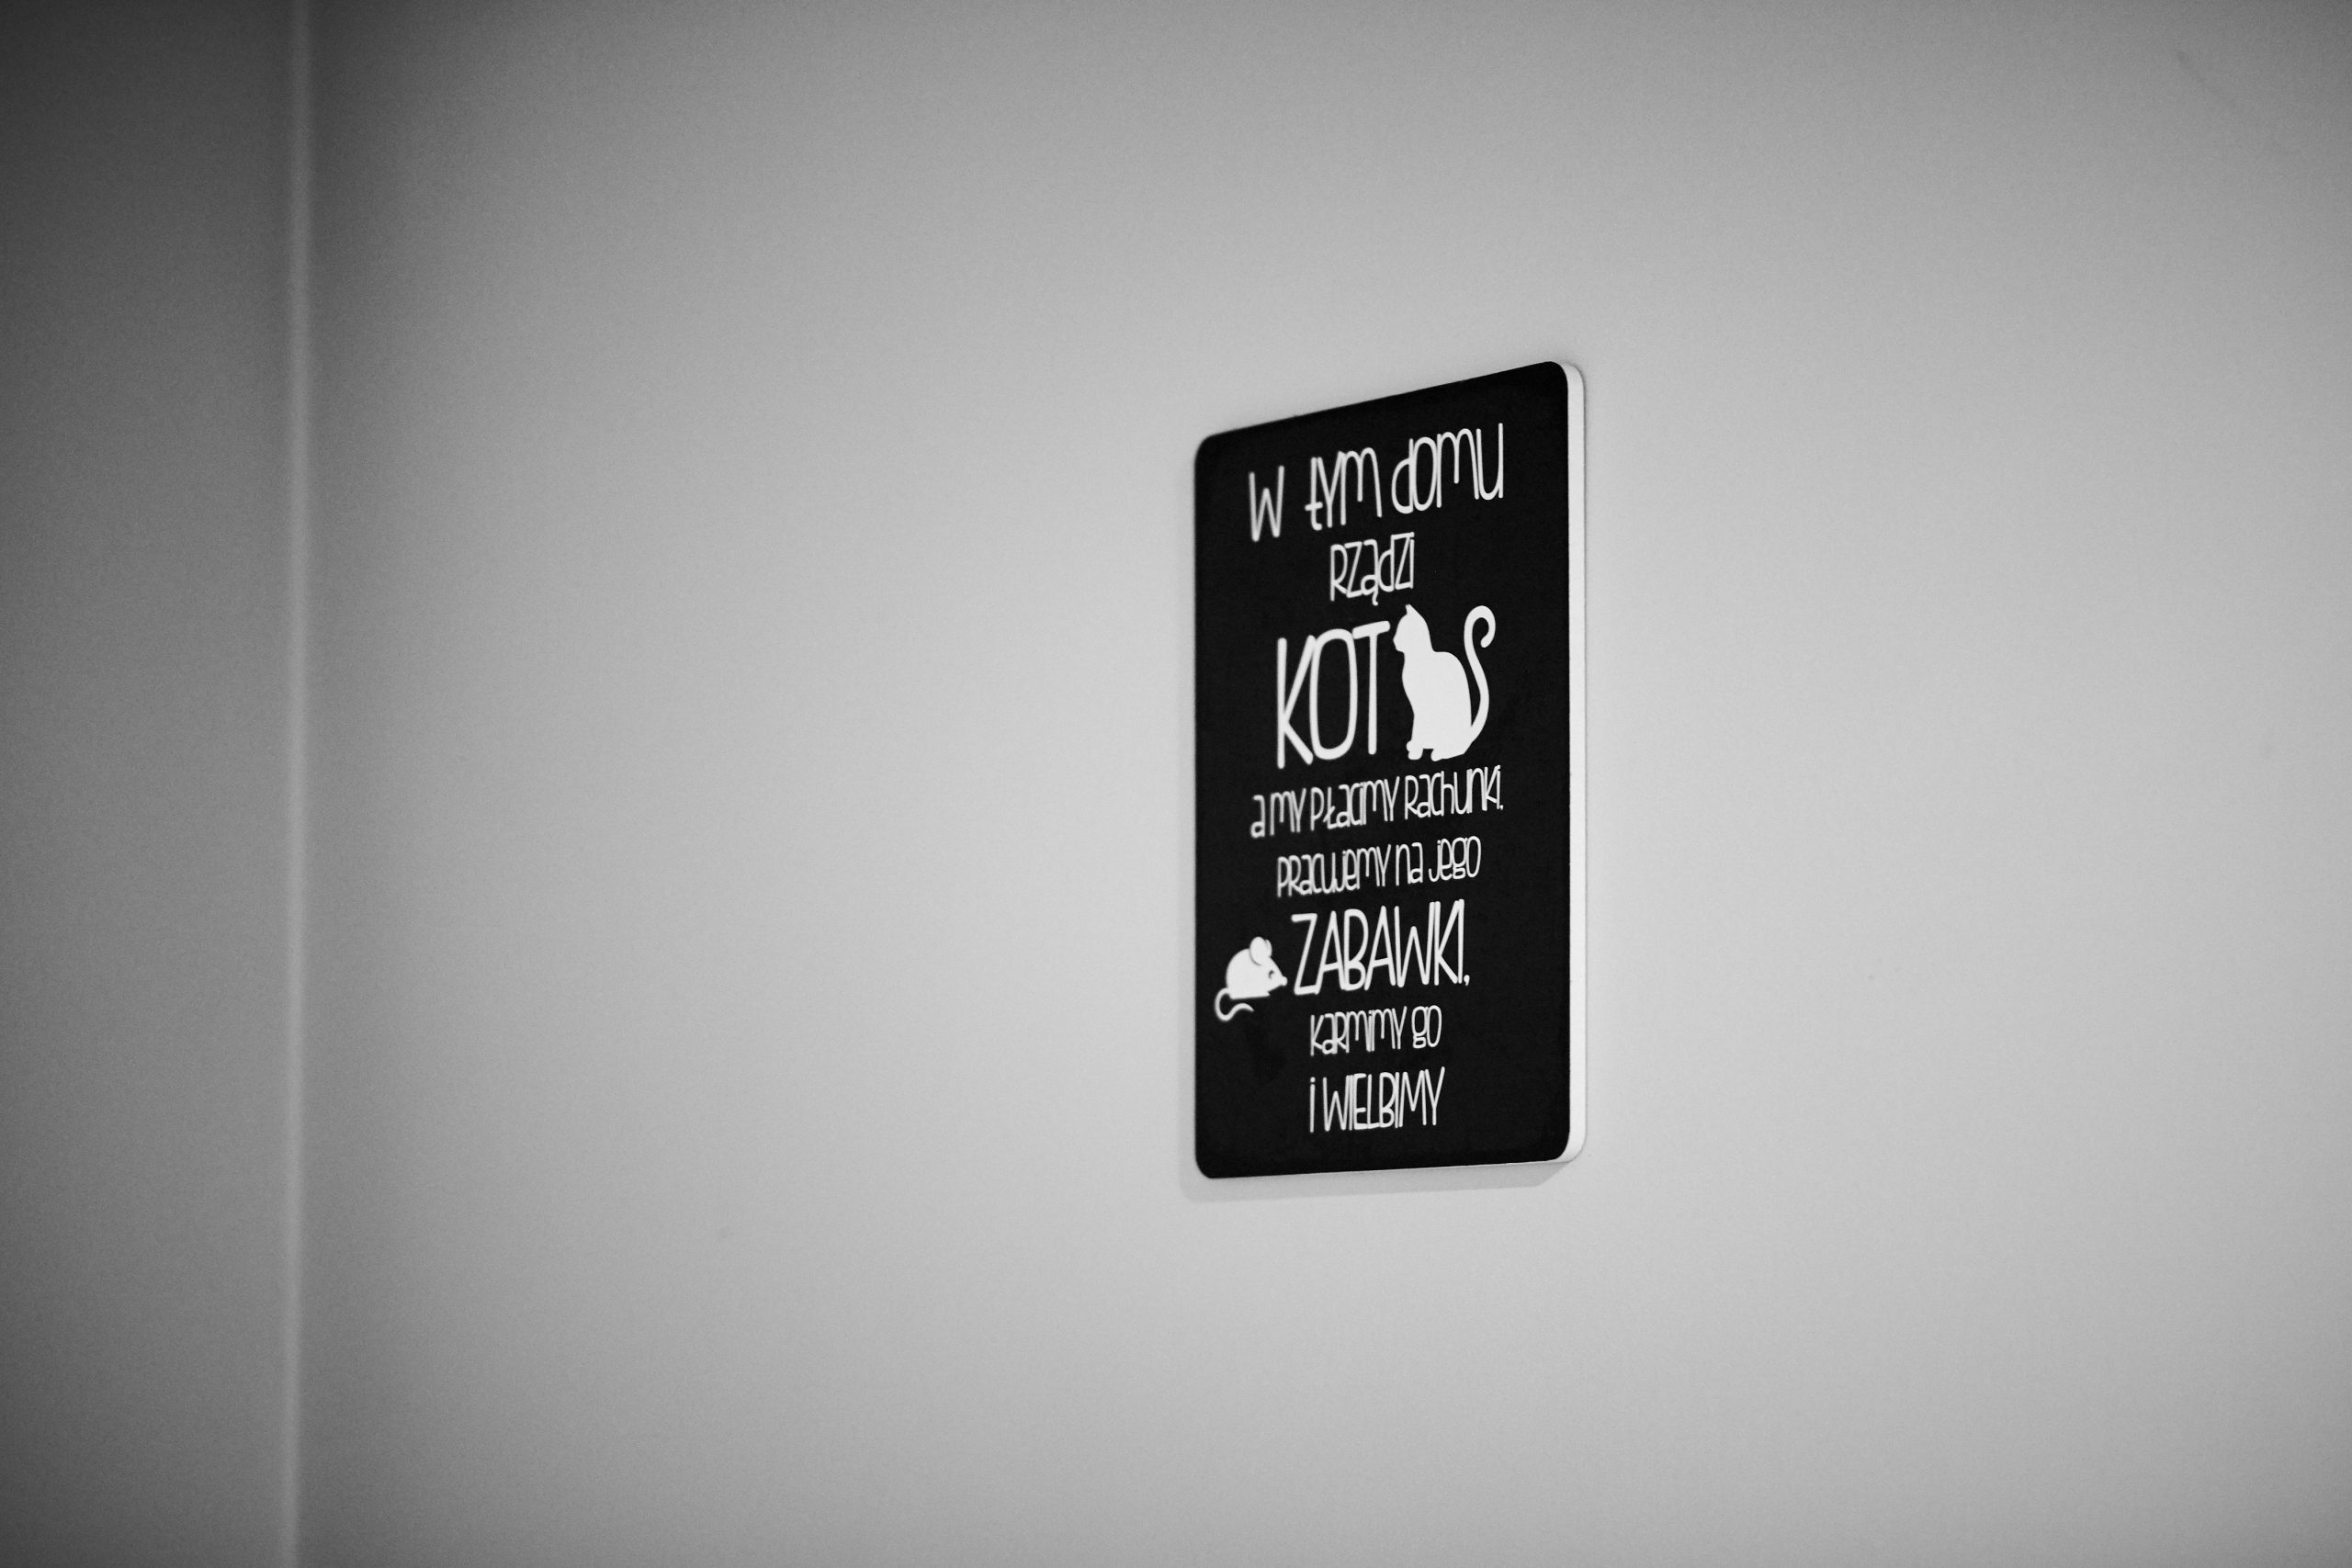 W tym domu
RZądzi
KOT
a my płacimy Rachunki,
pracujemy na jego
ZABAWKI,
karmimy go
i WIELBIMY